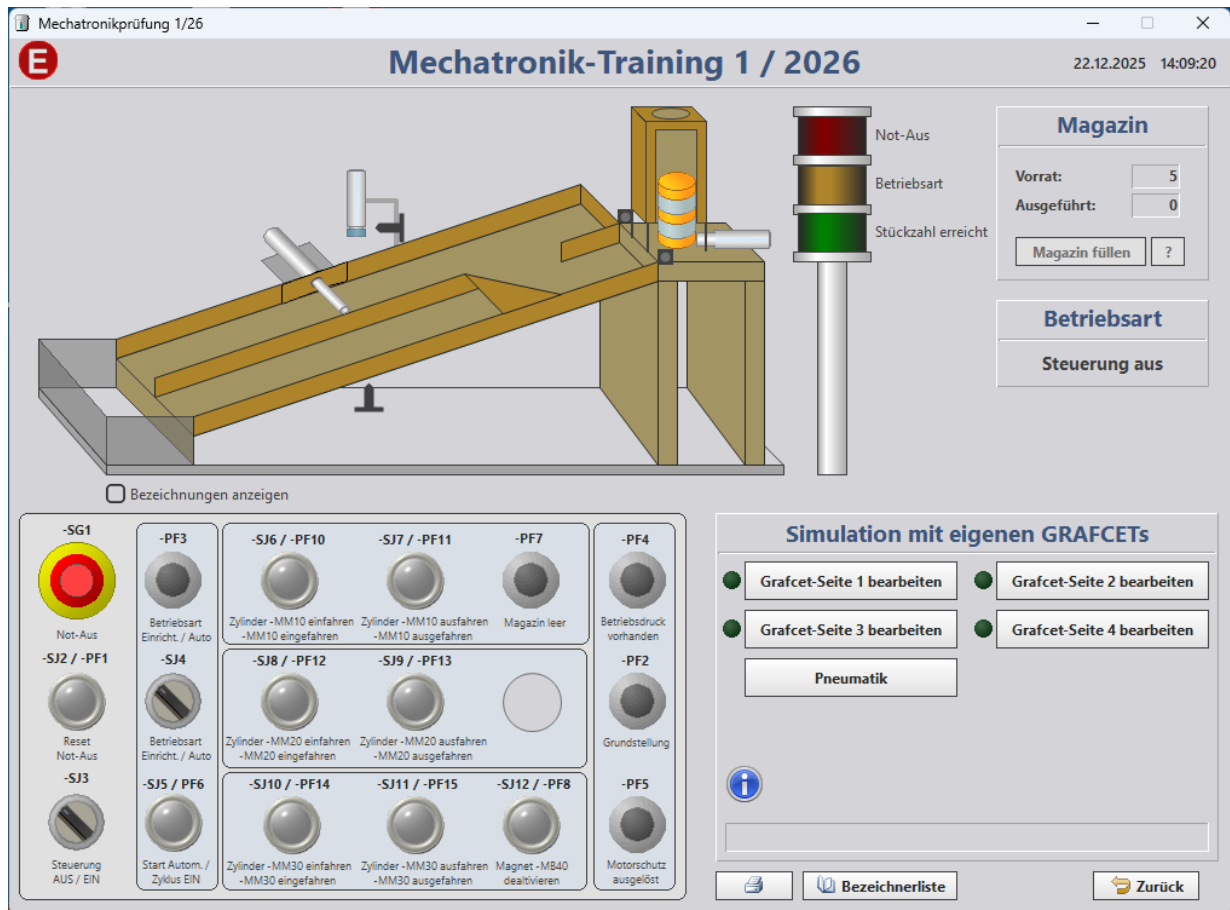 Mechatronikprüfung 1/26
E
Mechatronik-Training 1 / 2026
22.12.2025 14:09:20
Not-Aus
Betriebsart
Stückzahl erreicht
Magazin
Vorrat: 5
Ausgeführt: 0
Magazin füllen ?
Betriebsart
Steuerung aus
Bezeichnungen anzeigen
-SG1
Not-Aus
-SJ2 / -PF1
Reset
Not-Aus
-SJ3
Steuerung
AUS / EIN
-PF3
Betriebsart
Einricht. / Auto
-SJ4
Betriebsart
Einricht. / Auto
-SJ5 / PF6
Start Autom. /
Zyklus EIN
-SJ6 / -PF10
Zylinder -MM10 einfahren
-MM10 eingefahren
-SJ7 / -PF11
Zylinder -MM10 ausfahren
-MM10 ausgefahren
-PF7
Magazin leer
-SJ8 / -PF12
Zylinder -MM20 einfahren
-MM20 eingefahren
-SJ9 / -PF13
Zylinder -MM20 ausfahren
-MM20 ausgefahren
-SJ10 / -PF14
Zylinder -MM30 einfahren
-MM30 eingefahren
-SJ11 / -PF15
Zylinder -MM30 ausfahren
-MM30 ausgefahren
-SJ12 / -PF8
Magnet -MB40
dealtivieren
-PF4
Betriebsdruck
vorhanden
-PF2
Grundstellung
-PF5
Motorschutz
ausgelöst
Simulation mit eigenen GRAFCETs
Grafcet-Seite 1 bearbeiten
Grafcet-Seite 2 bearbeiten
Grafcet-Seite 3 bearbeiten
Grafcet-Seite 4 bearbeiten
Pneumatik
i
Bezeichnerliste
Zurück